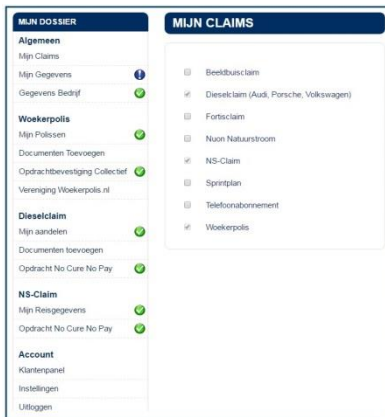 MIJN DOSSIER
Algemeen
Mijn Claims
Mijn Gegevens
Gegevens Bedrijf
Woekerpolis
Mijn Polissen
Documenten Toevoegen
Opdrachtbevestiging Collectief
Vereniging Woekerpolis.nl
Dieselclaim
Mijn aandelen
Documenten toevoegen
Opdracht No Cure No Pay
NS-Claim
Mijn Reisgegevens
Opdracht No Cure No Pay
Account
Klantenpanel
Instellingen
Uitloggen
MIJN CLAIMS
Beeldbuisclaim
Dieselclaim (Audi, Porsche, Volkswagen)
Fortisclaim
Nuon Natuurstroom
NS-Claim
Sprintplan
Telefoonabonnement
Woekerpolis